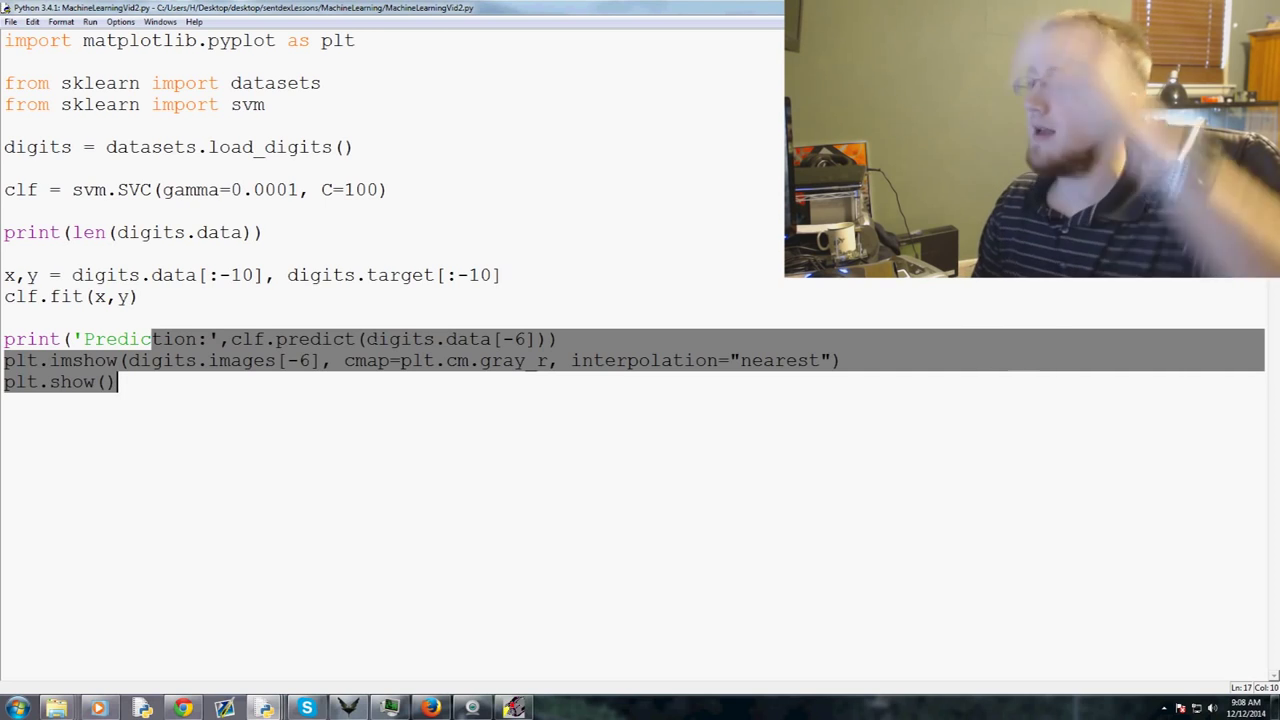 Python 3.4.1: MachineLearningVid2.py - C:/Users/H/Desktop/desktop/sentdexLessons/MachineLearning/MachineLearningVid2.py
File Edit Format Run Options Windows Help
import matplotlib.pyplot as plt
from sklearn import datasets
from sklearn import svm
digits = datasets.load_digits()
clf = svm.SVC(gamma=0.0001, C=100)
print(len(digits.data))
x,y = digits.data[:-10], digits.target[:-10]
clf.fit(x,y)
print('Prediction:',clf.predict(digits.data[-6]))
plt.imshow(digits.images[-6], cmap=plt.cm.gray_r, interpolation="nearest")
plt.show()
Ln: 17 Col: 10
9:08 AM
12/12/2014